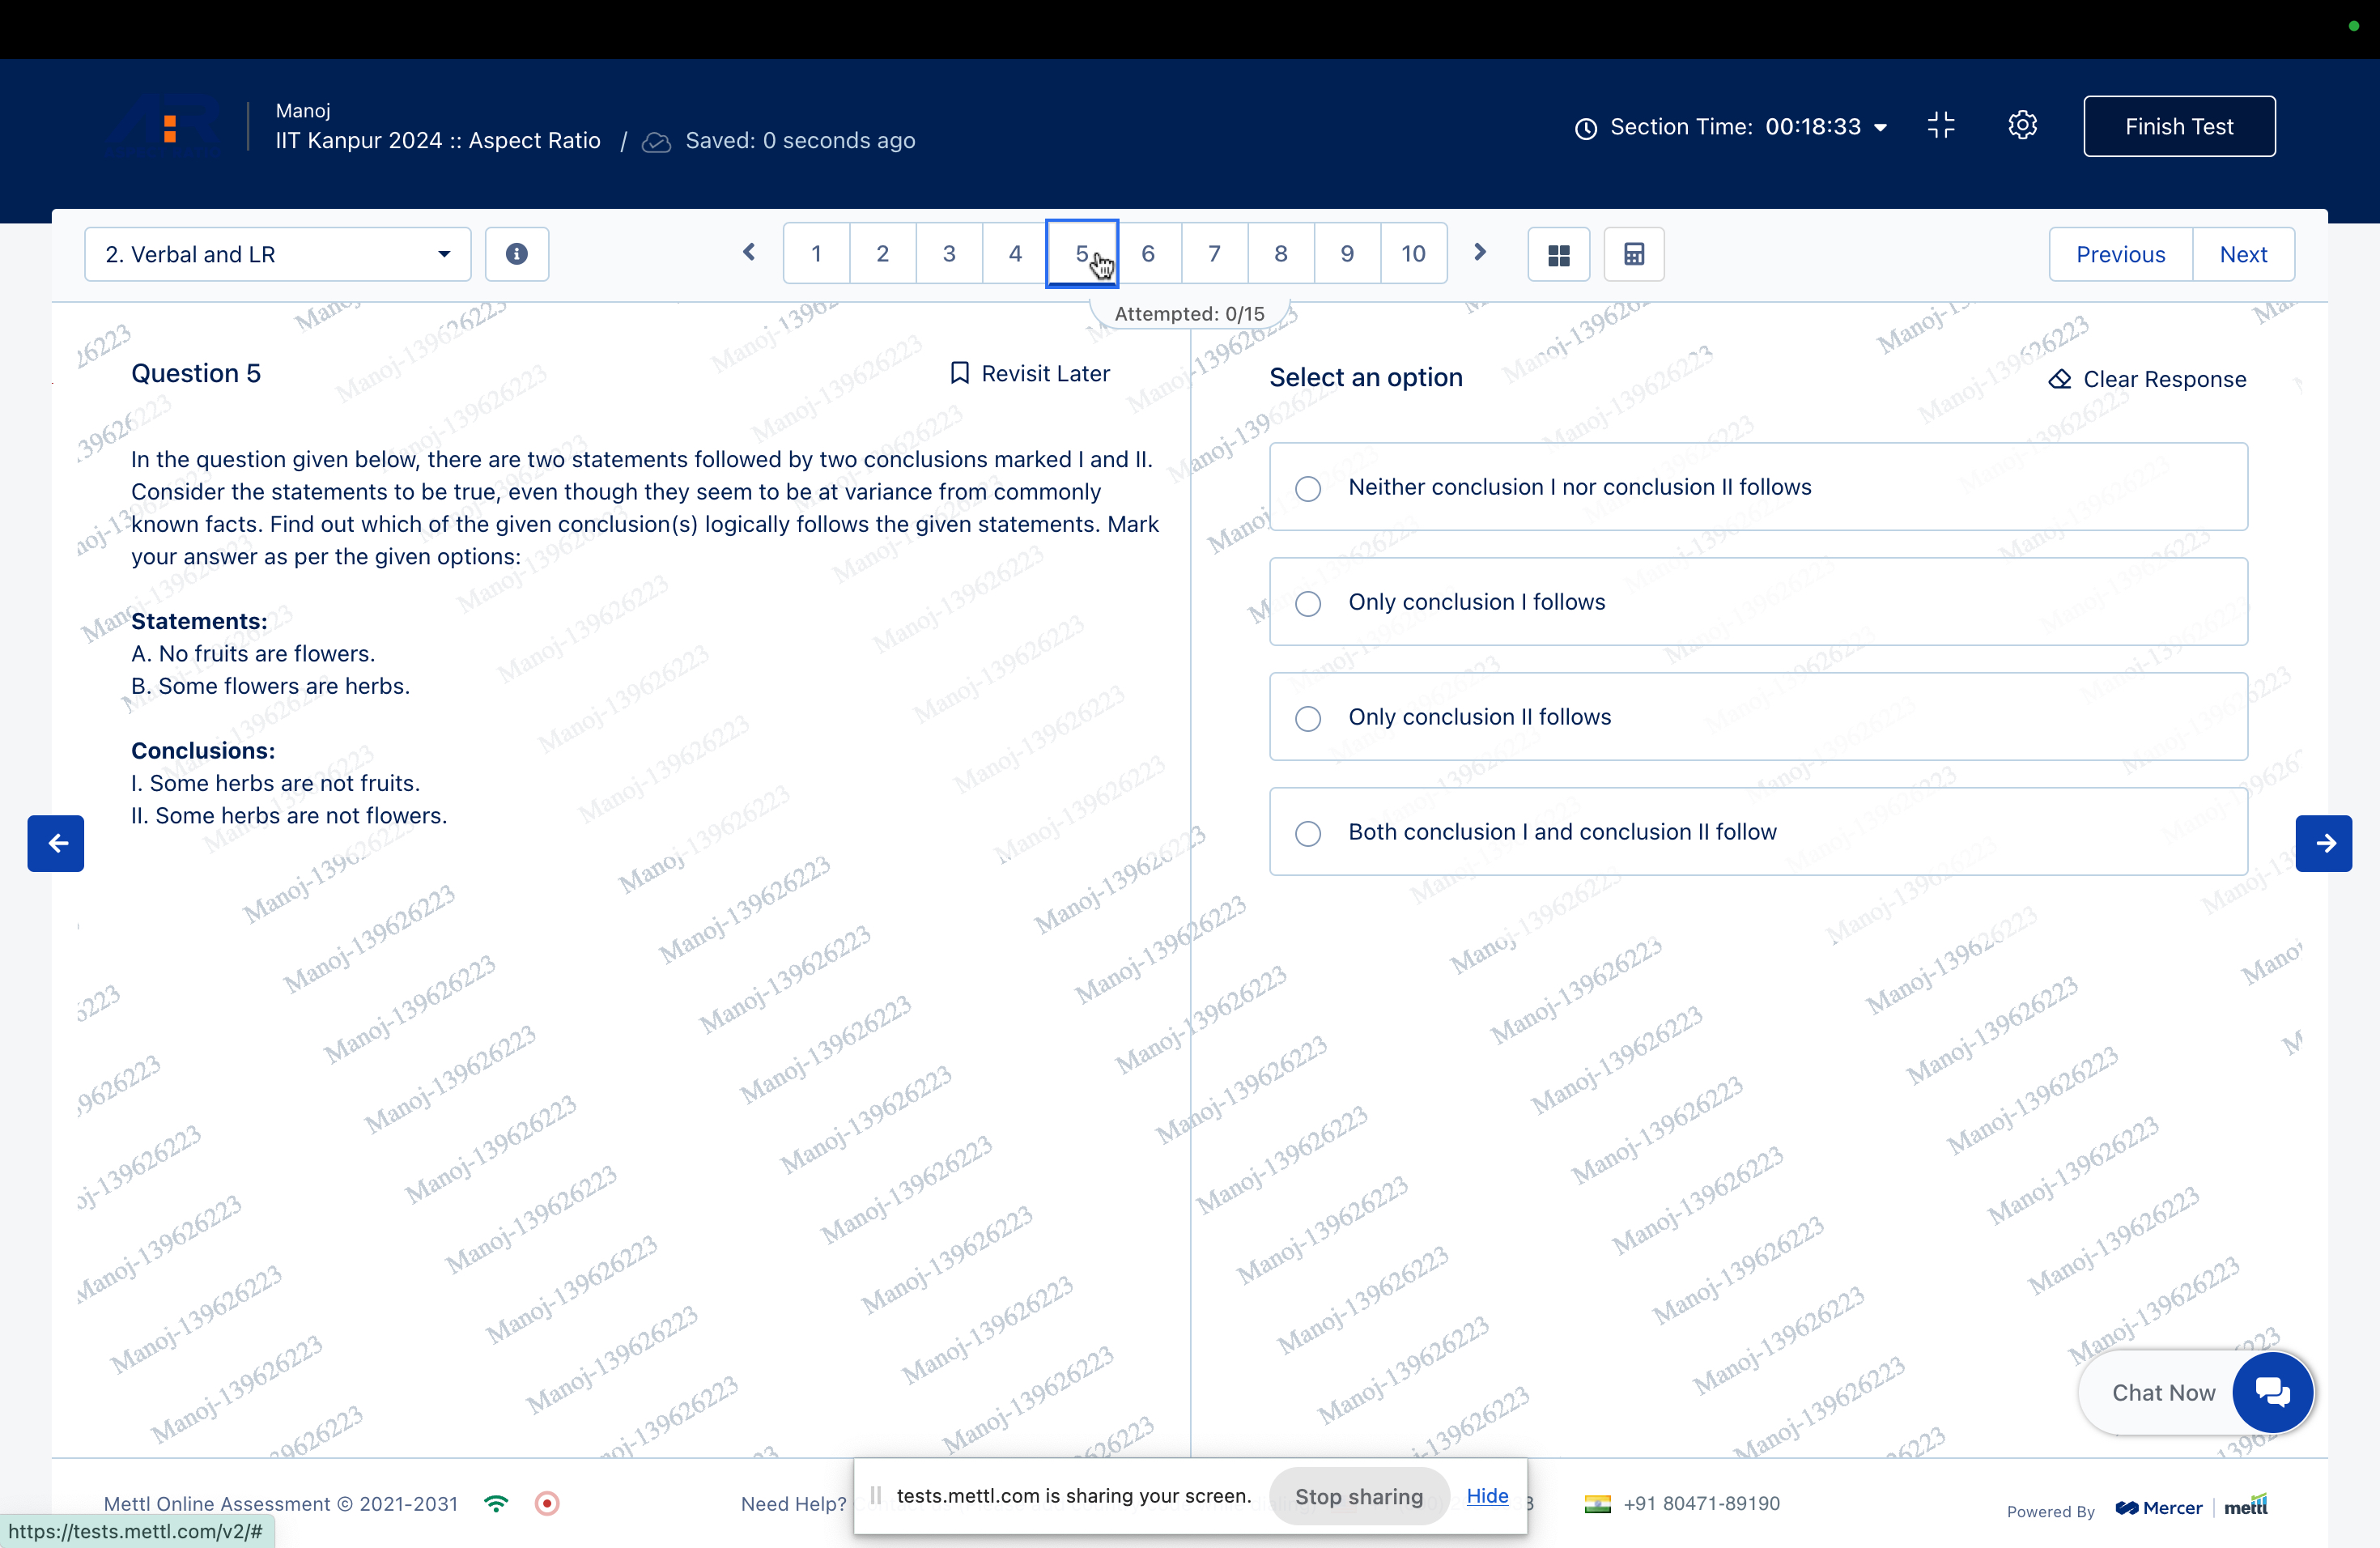 Manoj
IIT Kanpur 2024 :: Aspect Ratio / Saved: 0 seconds ago
Section Time: 00:18:33
Finish Test
2. Verbal and LR
1 2 3 4 5 6 7 8 9 10
Previous
Next
Attempted: 0/15
Question 5
Revisit Later
In the question given below, there are two statements followed by two conclusions marked I and II.
Consider the statements to be true, even though they seem to be at variance from commonly
known facts. Find out which of the given conclusion(s) logically follows the given statements. Mark
your answer as per the given options:
Statements:
A. No fruits are flowers.
B. Some flowers are herbs.
Conclusions:
I. Some herbs are not fruits.
II. Some herbs are not flowers.
Select an option
Clear Response
Neither conclusion I nor conclusion II follows
Only conclusion I follows
Only conclusion II follows
Both conclusion I and conclusion II follow
Manoj-139626223
Chat Now
Mettl Online Assessment © 2021-2031
Need Help?
tests.mettl.com is sharing your screen.
Stop sharing
Hide
+91 80471-89190
Powered By
Mercer | mettl
https://tests.mettl.com/v2/#